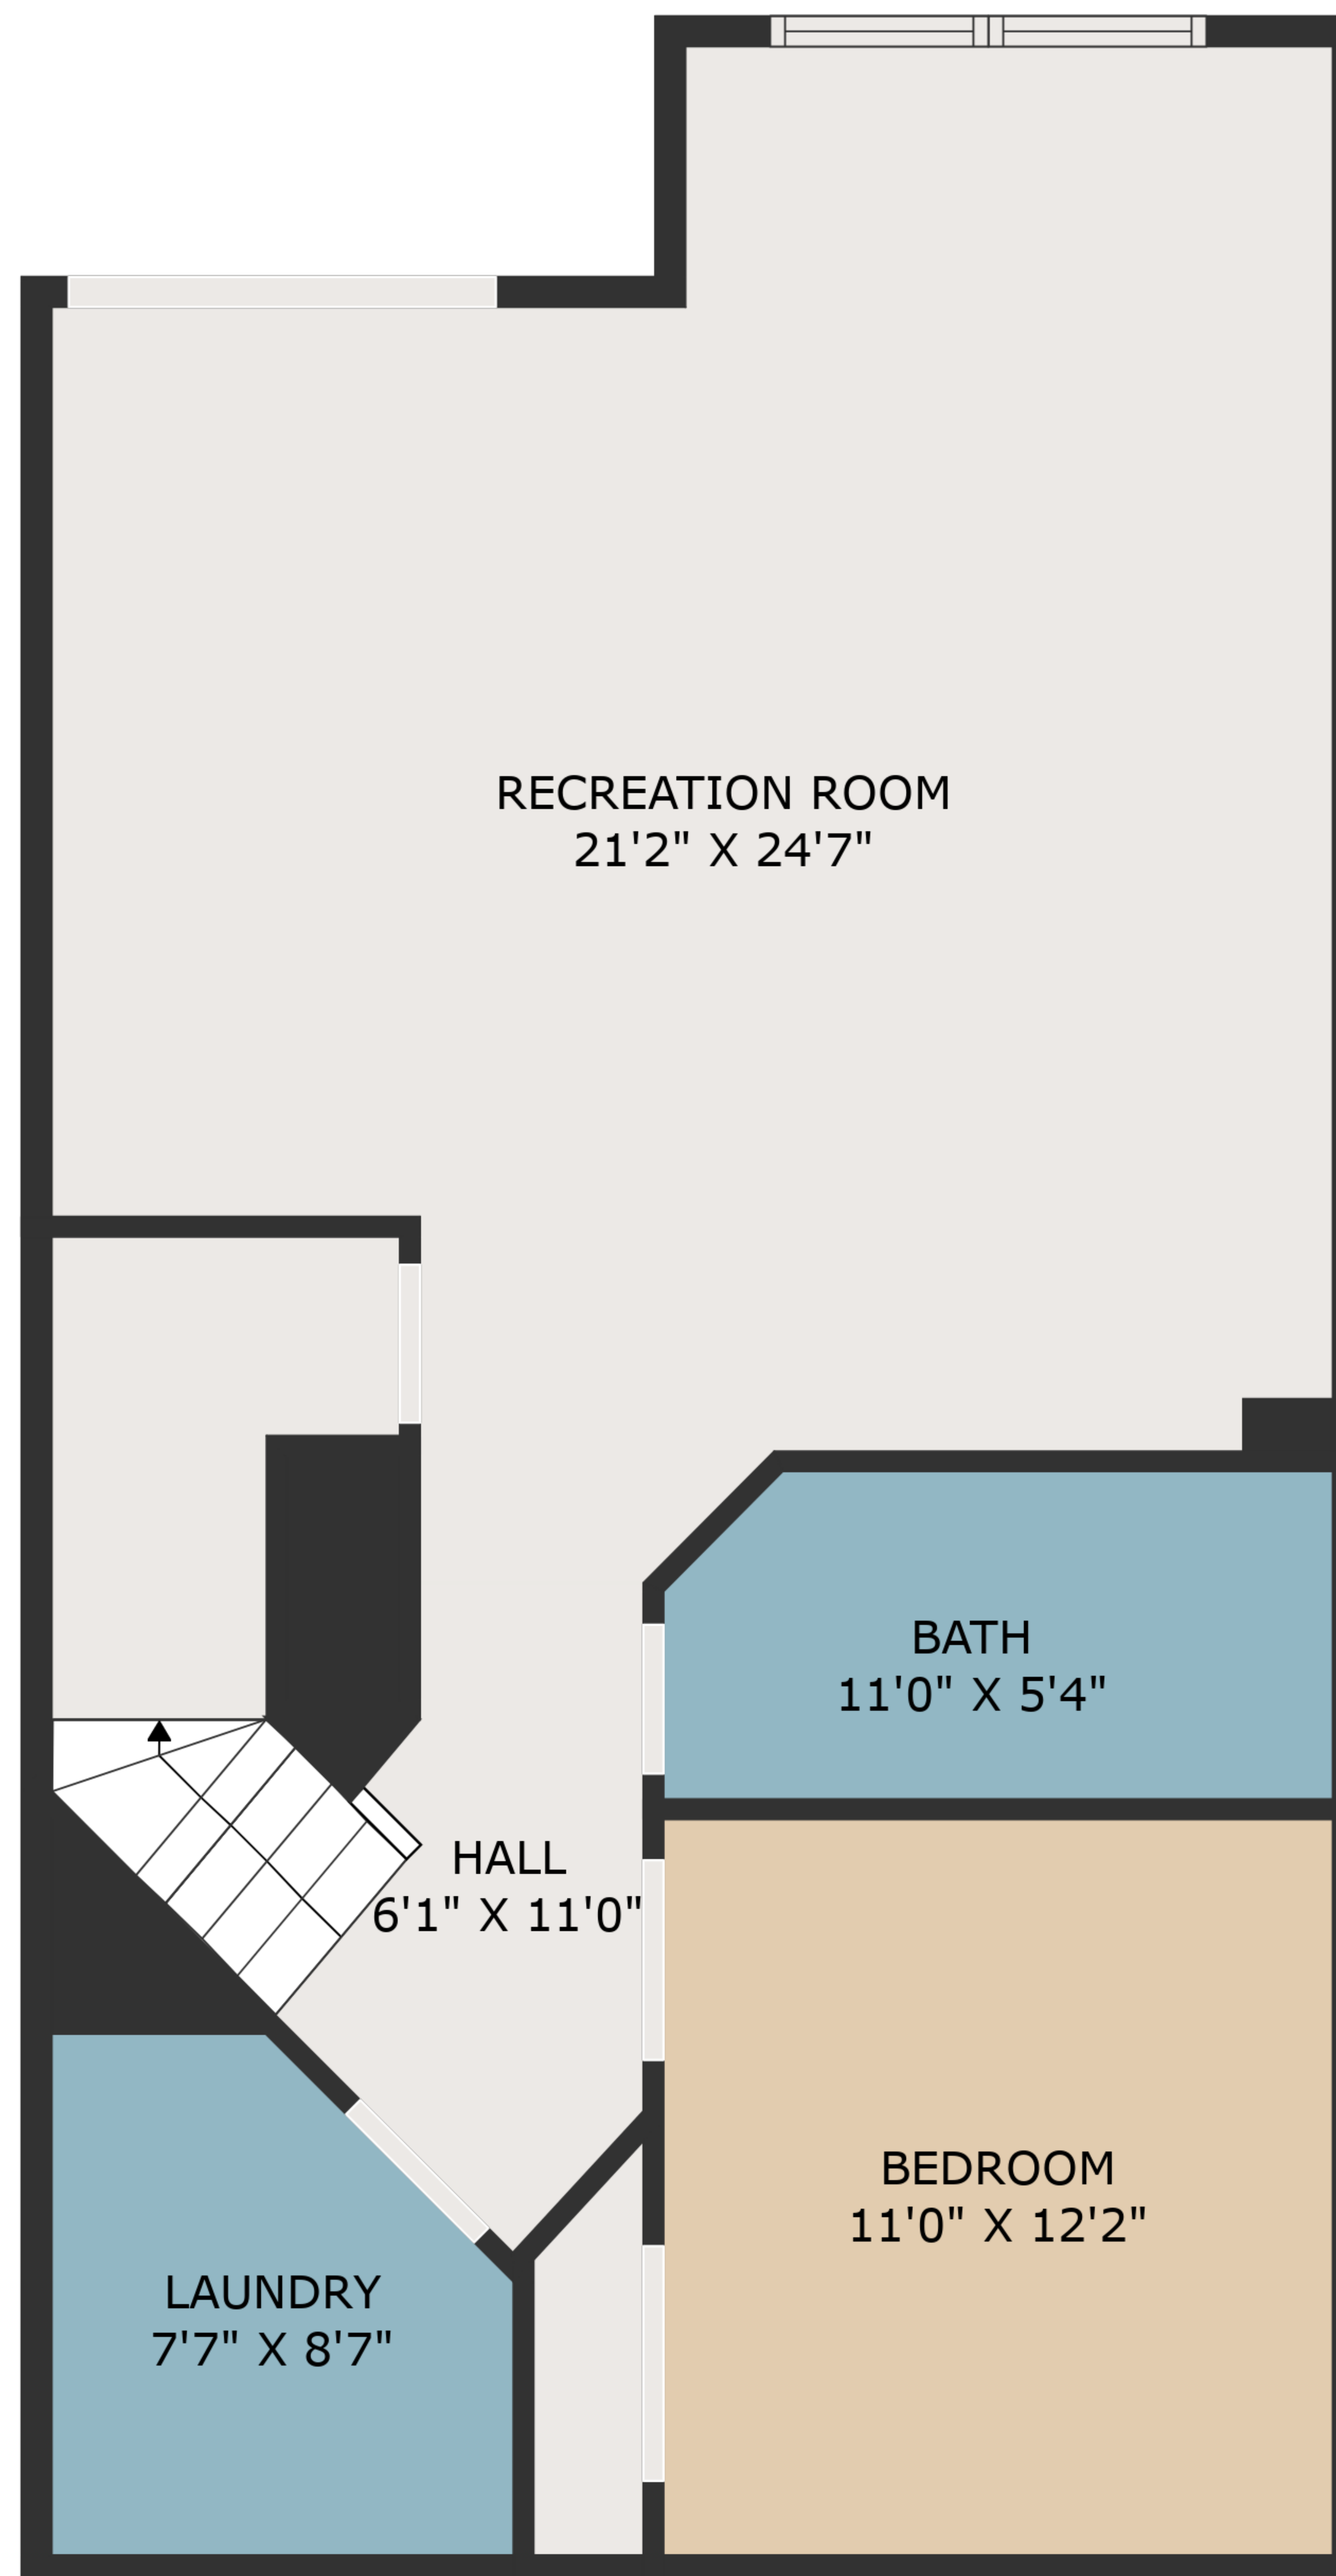 RECREATION ROOM
21'2" X 24'7"
BATH
11'0" X 5'4"
HALL
6'1" X 11'0"
BEDROOM
11'0" X 12'2"
LAUNDRY
7'7" X 8'7"